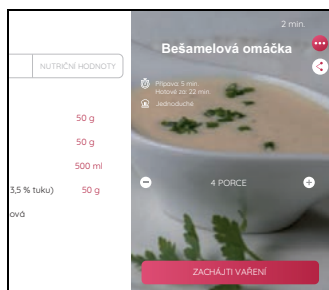 2 min.
Bešamelová omáčka
Příprava: 5 min.
Hotové za: 22 min.
Jednoduché
NUTRIČNÍ HODNOTY
50 g
50 g
500 ml
3,5 % tuku) 50 g
ová
4 PORCE
ZACHÁJTI VAŘENÍ